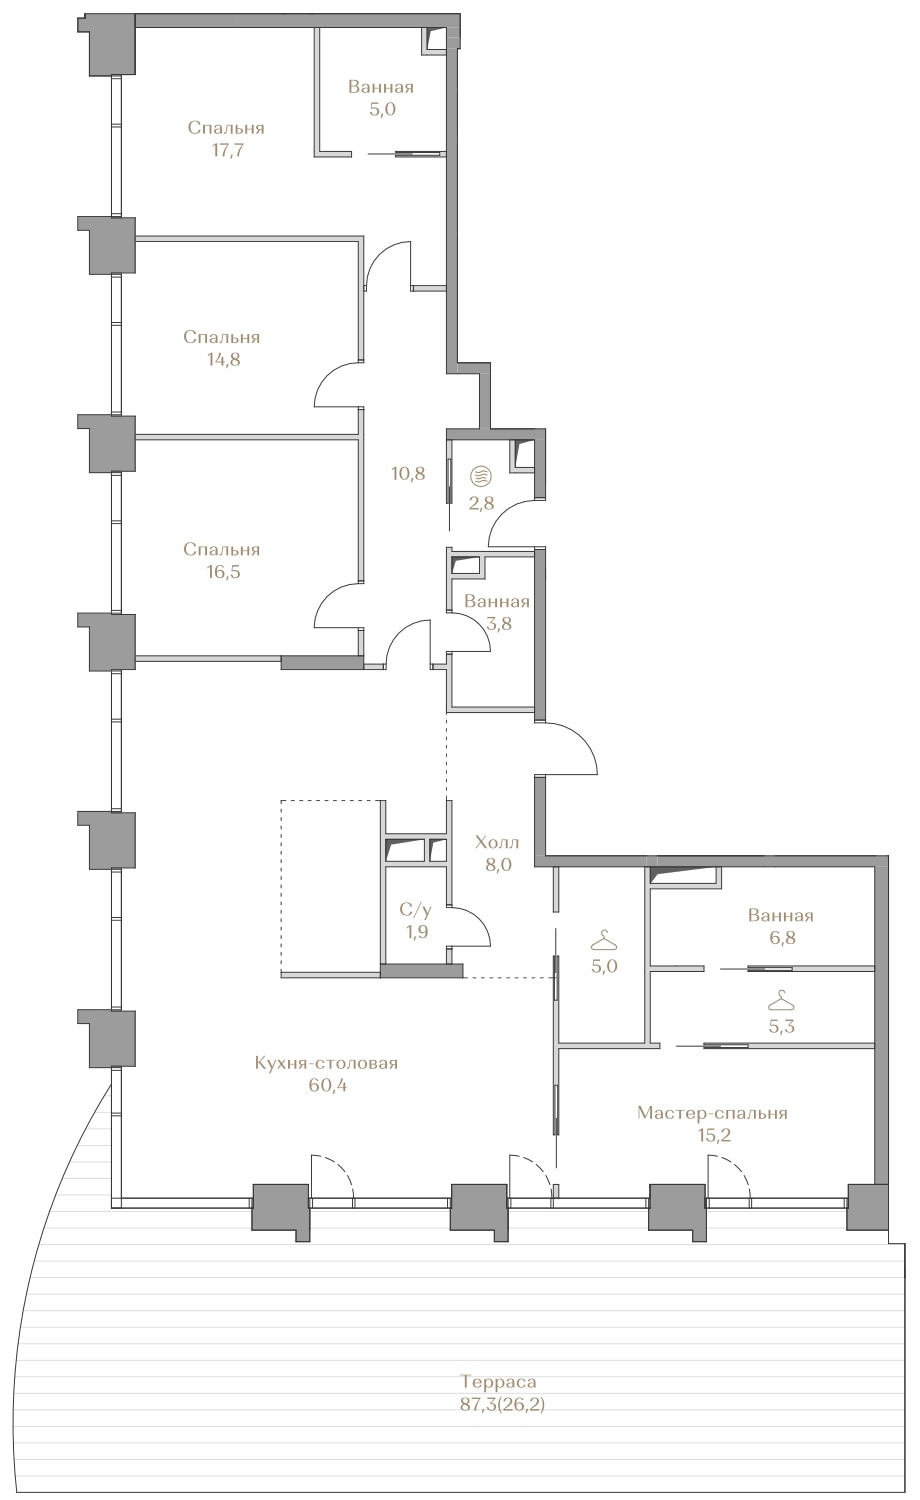 Ванная
5,0
Спальня
17,7
Спальня
14,8
10,8
2,8
Спальня
16,5
Ванная
3,8
Холл
8,0
С/у
1,9
Ванная
6,8
5,0
5,3
Кухня-столовая
60,4
Мастер-спальня
15,2
Терраса
87,3(26,2)